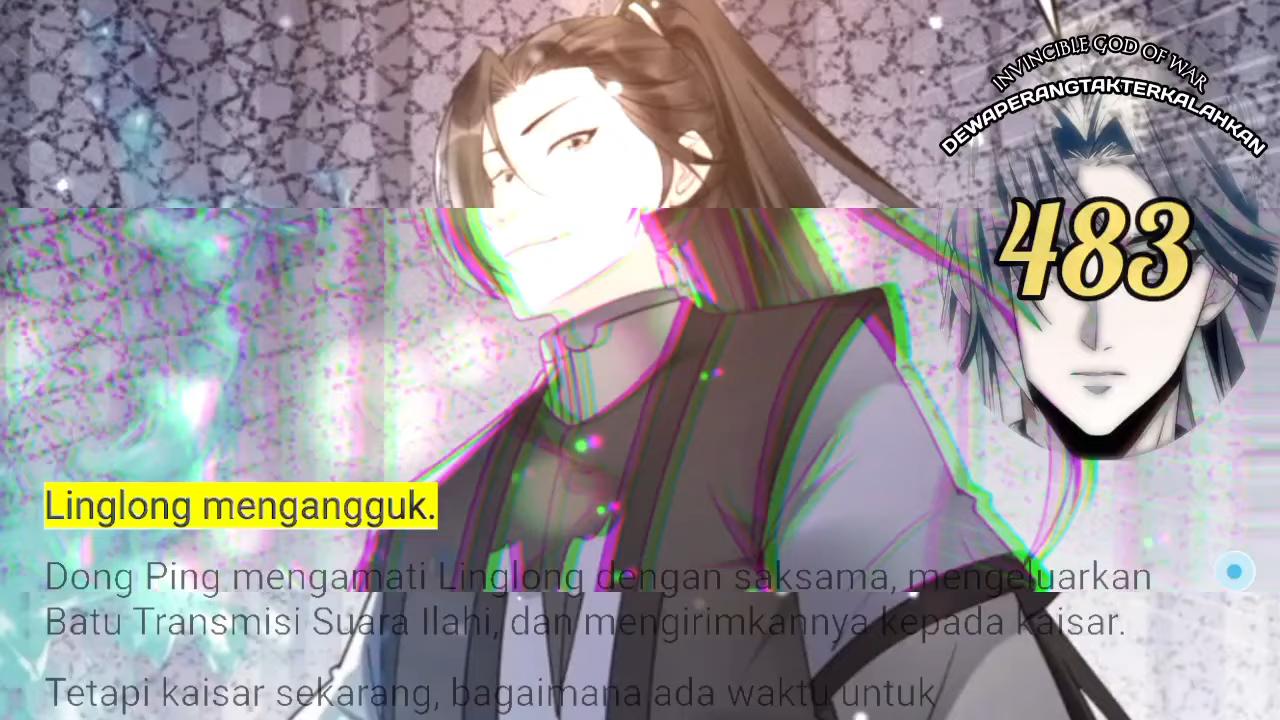 INVINCIBLE GOD OF WAR
DEWAPERANGTAKTERKALAHKAN
483
Linglong mengangguk.
Dong Ping mengamati Linglong dengan saksama, mengeluarkan
Batu Transmisi Suara Ilahi, dan mengirimkannya kepada kaisar.
Tetapi kaisar sekarang, bagaimana ada waktu untuk